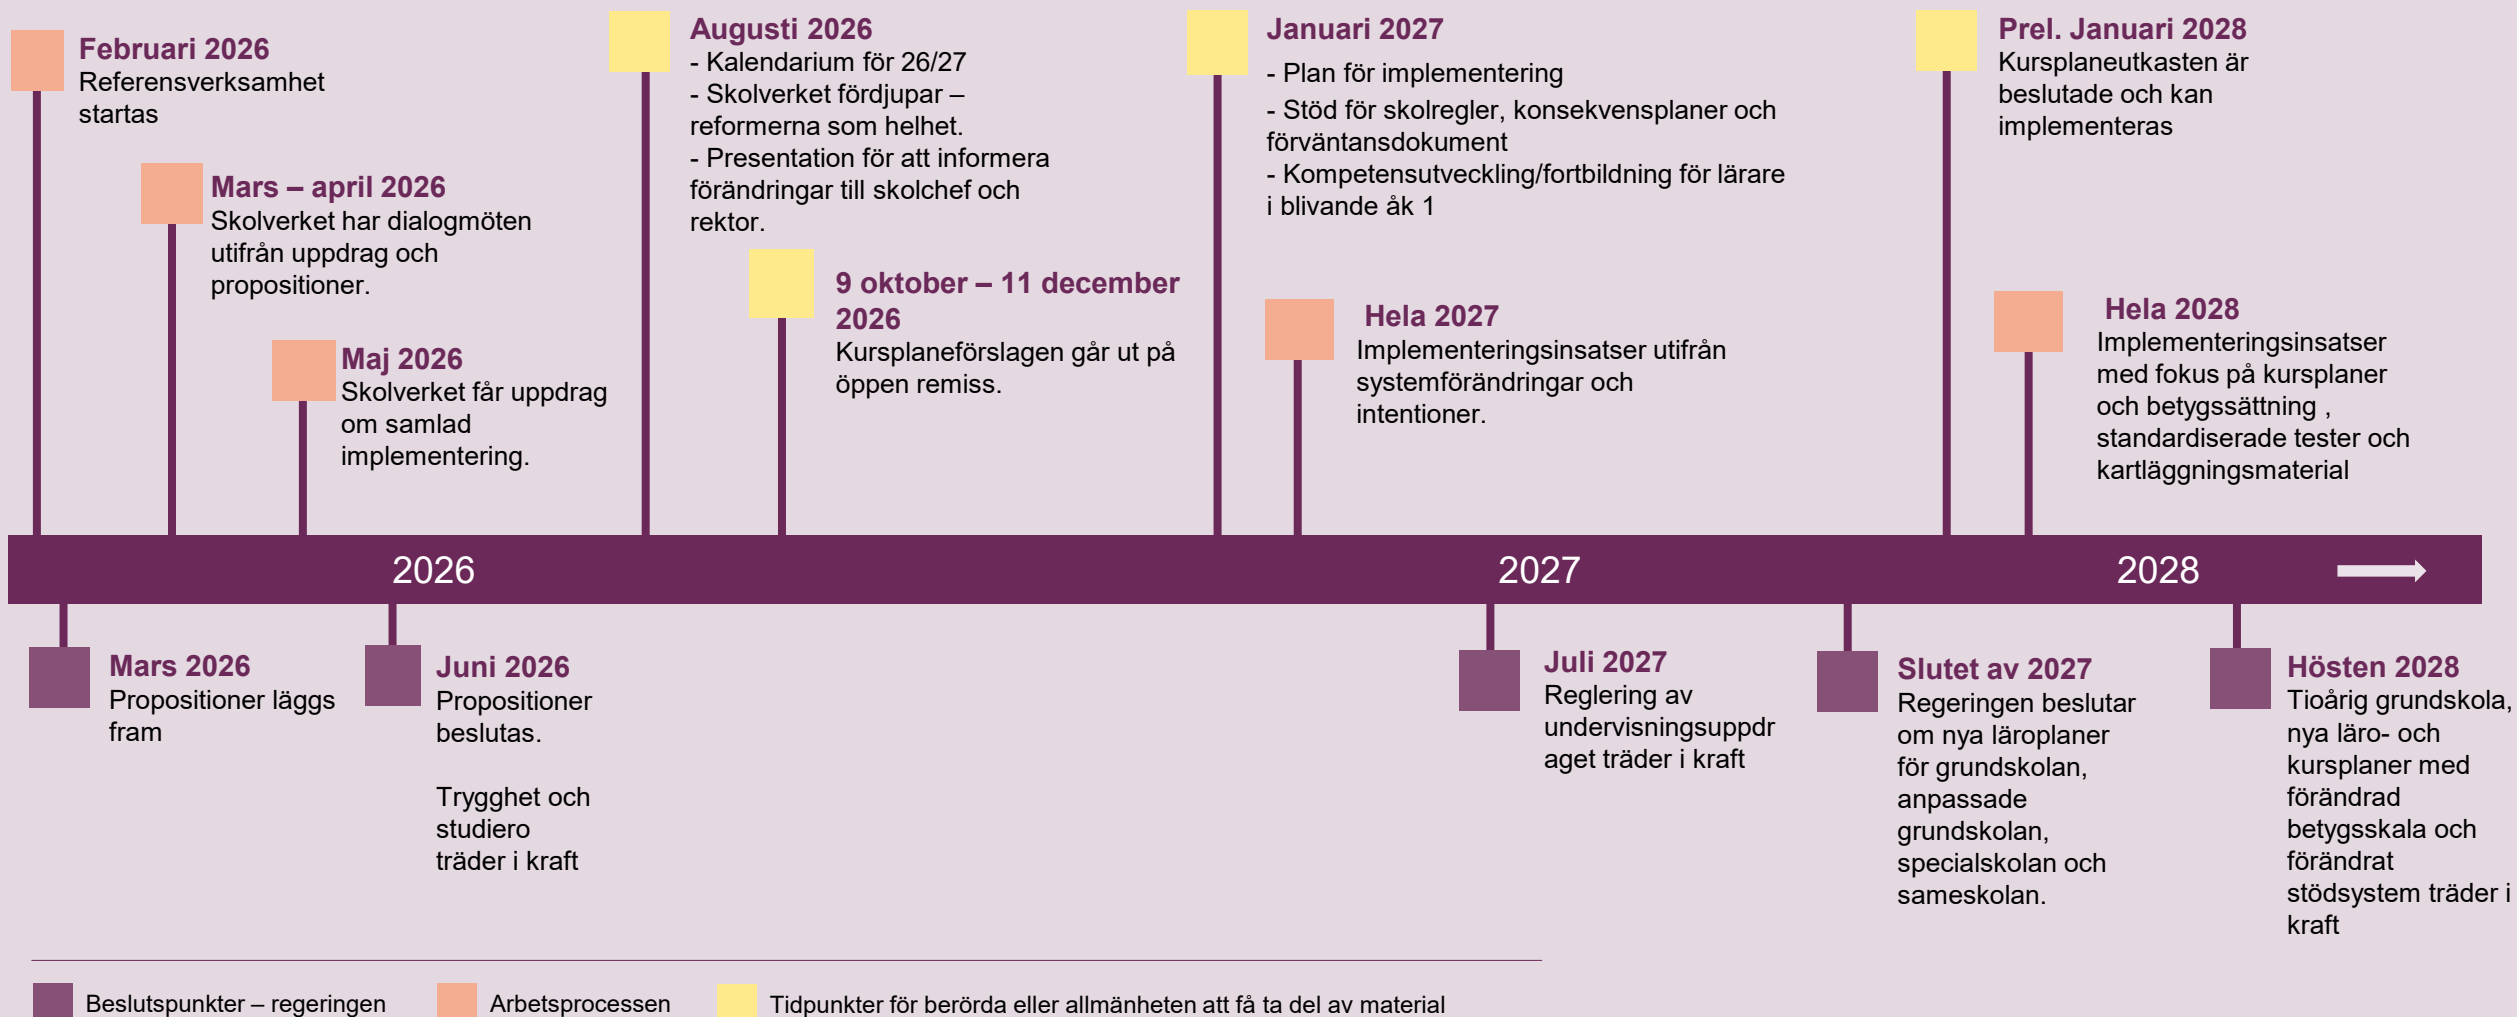 Februari 2026
Referensverksamhet
startas
Mars – april 2026
Skolverket har dialogmöten
utifrån uppdrag och
propositioner.
Maj 2026
Skolverket får uppdrag
om samlad
implementering.
Augusti 2026
- Kalendarium för 26/27
- Skolverket fördjupar –
reformerna som helhet.
- Presentation för att informera
förändringar till skolchef och
rektor.
9 oktober – 11 december
2026
Kursplaneförslagen går ut på
öppen remiss.
Januari 2027
- Plan för implementering
- Stöd för skolregler, konsekvensplaner och
förväntansdokument
- Kompetensutveckling/fortbildning för lärare
i blivande åk 1
Hela 2027
Implementeringsinsatser utifrån
systemförändringar och
intentioner.
Prel. Januari 2028
Kursplaneutkasten är
beslutade och kan
implementeras
Hela 2028
Implementeringsinsatser
med fokus på kursplaner
och betygssättning ,
standardiserade tester och
kartläggningsmaterial
2026
2027
2028
Mars 2026
Propositioner läggs
fram
Juni 2026
Propositioner
beslutas.
Trygghet och
studiero
träder i kraft
Juli 2027
Reglering av
undervisningsuppdr
aget träder i kraft
Slutet av 2027
Regeringen beslutar
om nya läroplaner
för grundskolan,
anpassade
grundskolan,
specialskolan och
sameskolan.
Hösten 2028
Tioårig grundskola,
nya läro- och
kursplaner med
förändrad
betygsskala och
förändrat
stödsystem träder i
kraft
Beslutspunkter – regeringen
Arbetsprocessen
Tidpunkter för berörda eller allmänheten att få ta del av material